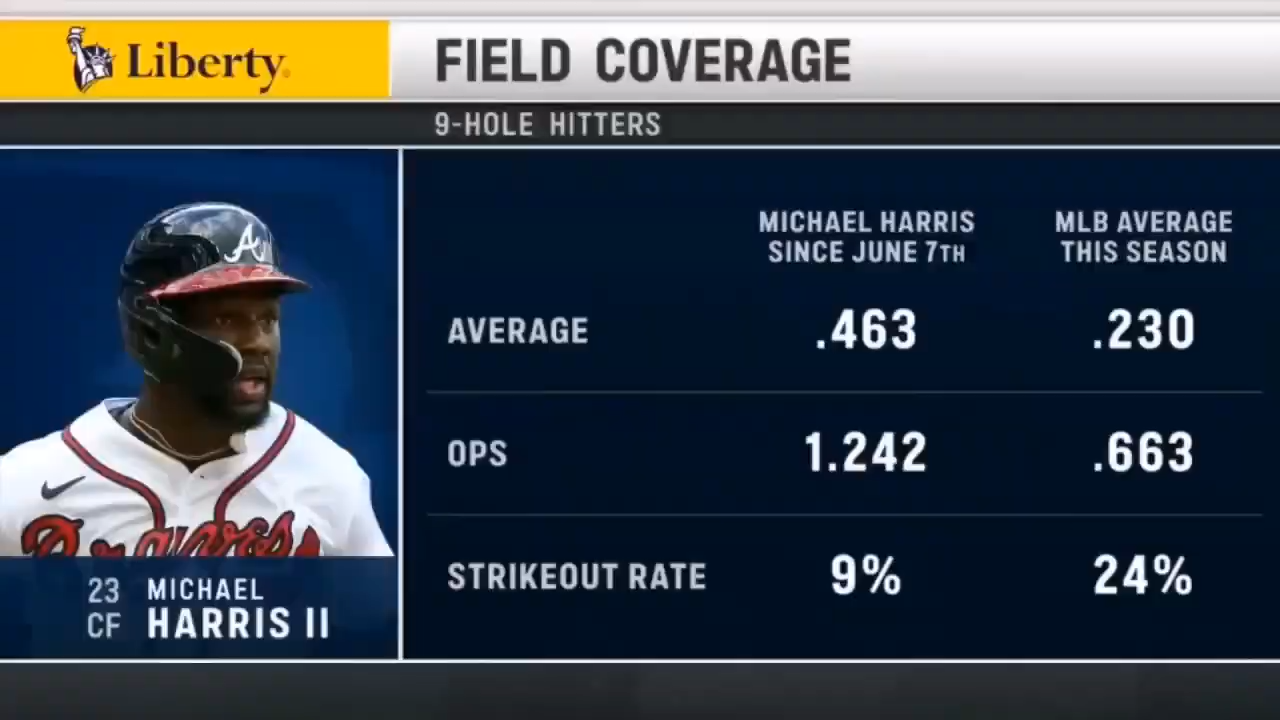 Liberty
FIELD COVERAGE
9-HOLE HITTERS
MICHAEL HARRIS
SINCE JUNE 7TH
MLB AVERAGE
THIS SEASON
AVERAGE .463 .230
OPS 1.242 .663
STRIKEOUT RATE 9% 24%
A
Braves
23 MICHAEL
CF HARRIS II